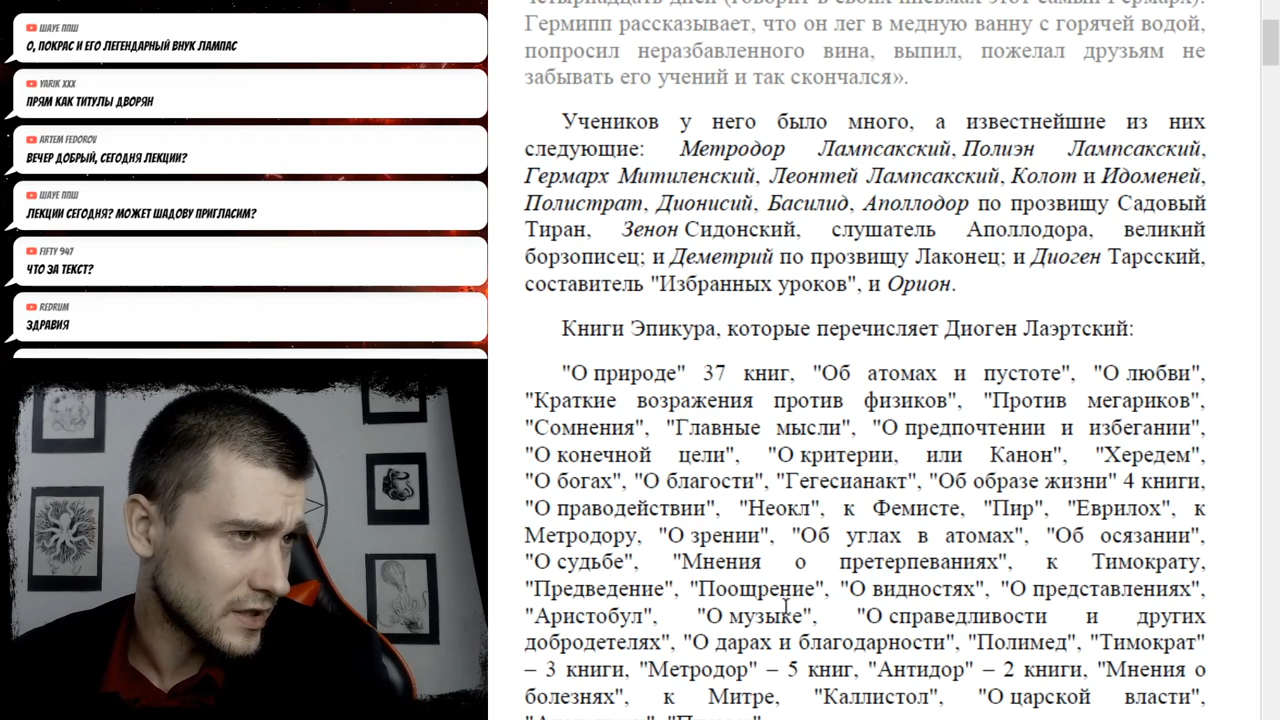 ШАУЕ ППШ
О, ПОКРАС И ЕГО ЛЕГЕНДАРНЫЙ ВНУК ЛАМПАС
YARIK XXX
ПРЯМ КАК ТИТУЛЫ ДВОРЯН
ARTEM FEDOROV
ВЕЧЕР ДОБРЫЙ, СЕГОДНЯ ЛЕКЦИИ?
ШАУЕ ППШ
ЛЕКЦИИ СЕГОДНЯ? МОЖЕТ ШАДОВУ ПРИГЛАСИМ?
FIFTY 947
ЧТО ЗА ТЕКСТ?
REDRUM
ЗДРАВИЯ
четырнадцать дней (говорит в своих письмах этот самый Гермарх).
Гермипп рассказывает, что он лег в медную ванну с горячей водой,
попросил неразбавленного вина, выпил, пожелал друзьям не
забывать его учений и так скончался».
Учеников у него было много, а известнейшие из них
следующие: Метродор Лампсакский, Полиэн Лампсакский,
Гермарх Митиленский, Леонтей Лампсакский, Колот и Идоменей,
Полистрат, Дионисий, Басилид, Аполлодор по прозвищу Садовый
Тиран, Зенон Сидонский, слушатель Аполлодора, великий
борзописец; и Деметрий по прозвищу Лаконец; и Диоген Тарсский,
составитель "Избранных уроков", и Орион.
Книги Эпикура, которые перечисляет Диоген Лаэртский:
"О природе" 37 книг, "Об атомах и пустоте", "О любви",
"Краткие возражения против физиков", "Против мегариков",
"Сомнения", "Главные мысли", "О предпочтении и избегании",
"О конечной цели", "О критерии, или Канон", "Хередем",
"О богах", "О благости", "Гегесианакт", "Об образе жизни" 4 книги,
"О праводействии", "Неокл", к Фемисте, "Пир", "Еврилох", к
Метродору, "О зрении", "Об углах в атомах", "Об осязании",
"О судьбе", "Мнения о претерпеваниях", к Тимократу,
"Предведение", "Поощрение", "О видностях", "О представлениях",
"Аристобул", "О музыке", "О справедливости и других
добродетелях", "О дарах и благодарности", "Полимед", "Тимократ"
– 3 книги, "Метродор" – 5 книг, "Антидор" – 2 книги, "Мнения о
болезнях", к Митре, "Каллистол", "О царской власти",